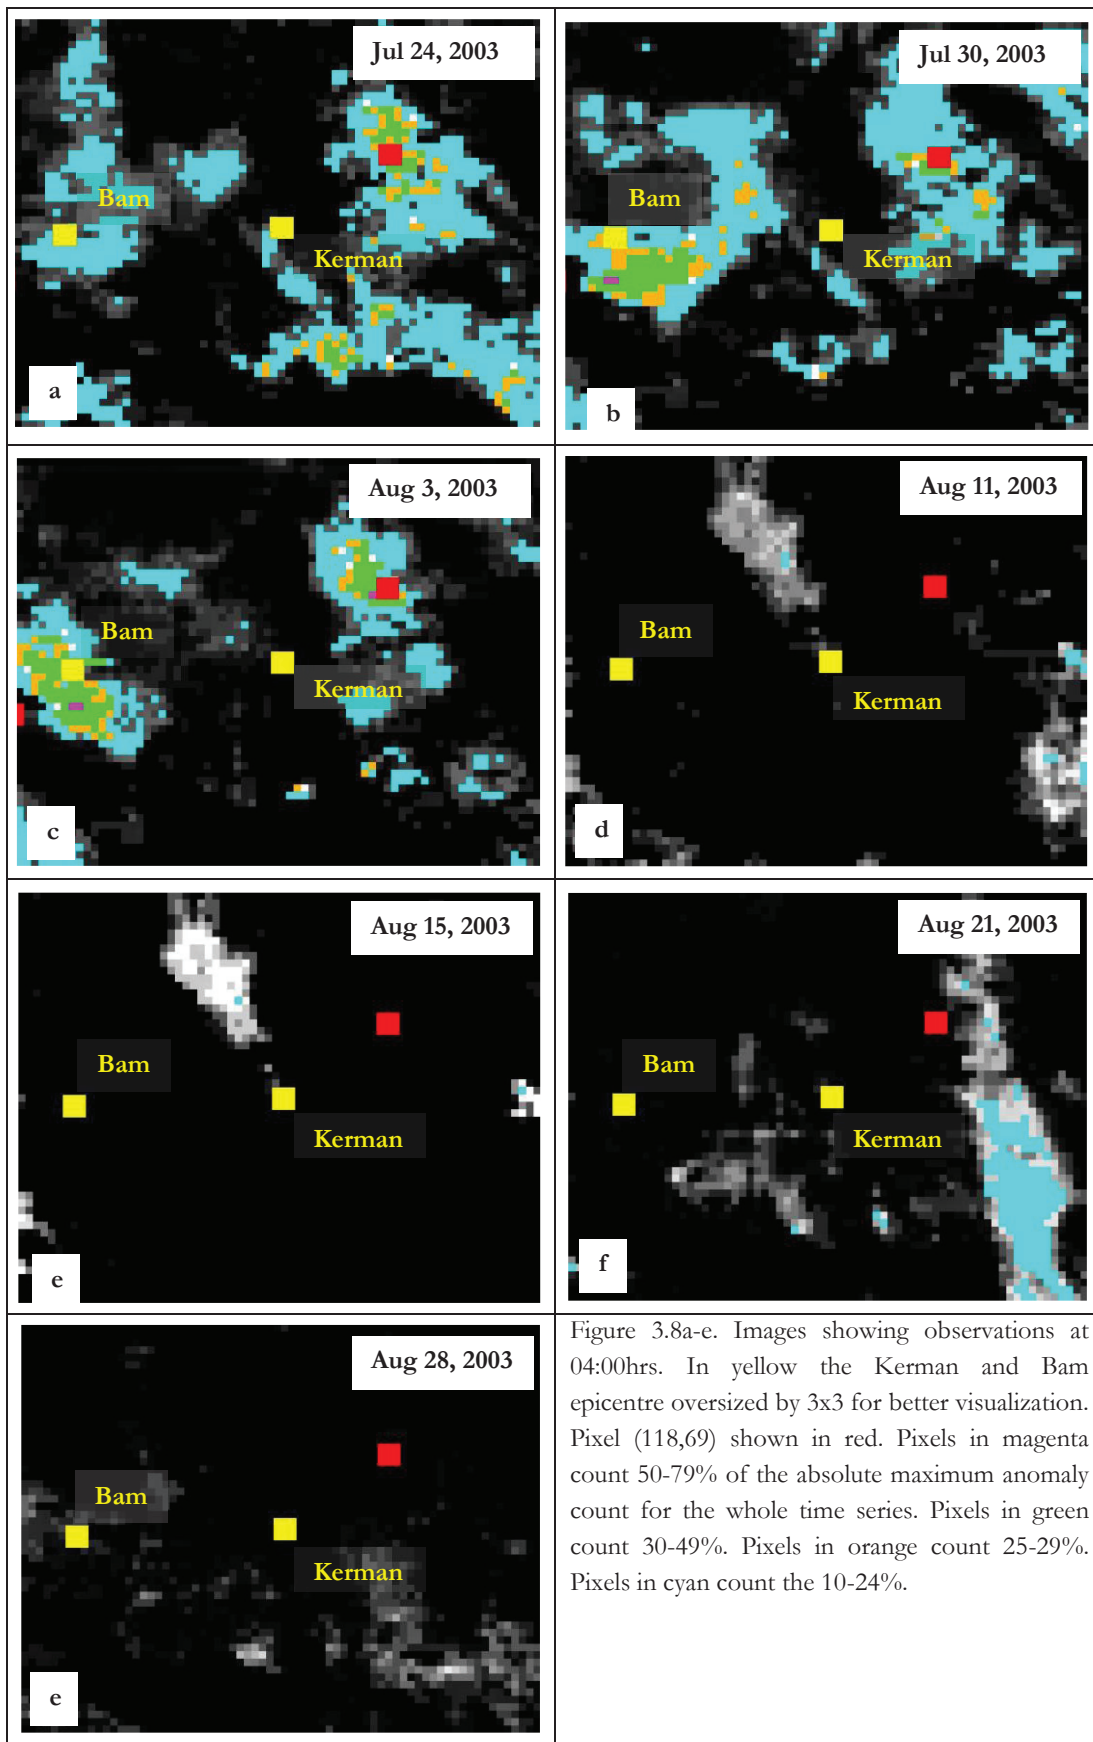 Jul 24, 2003
Bam
Kerman
a
Jul 30, 2003
Bam
Kerman
b
Aug 3, 2003
Bam
Kerman
c
Aug 11, 2003
Bam
Kerman
d
Aug 15, 2003
Bam
Kerman
e
Aug 21, 2003
Bam
Kerman
f
Aug 28, 2003
Bam
Kerman
e
Figure 3.8a-e. Images showing observations at
04:00hrs. In yellow the Kerman and Bam
epicentre oversized by 3x3 for better visualization.
Pixel (118,69) shown in red. Pixels in magenta
count 50-79% of the absolute maximum anomaly
count for the whole time series. Pixels in green
count 30-49%. Pixels in orange count 25-29%.
Pixels in cyan count the 10-24%.